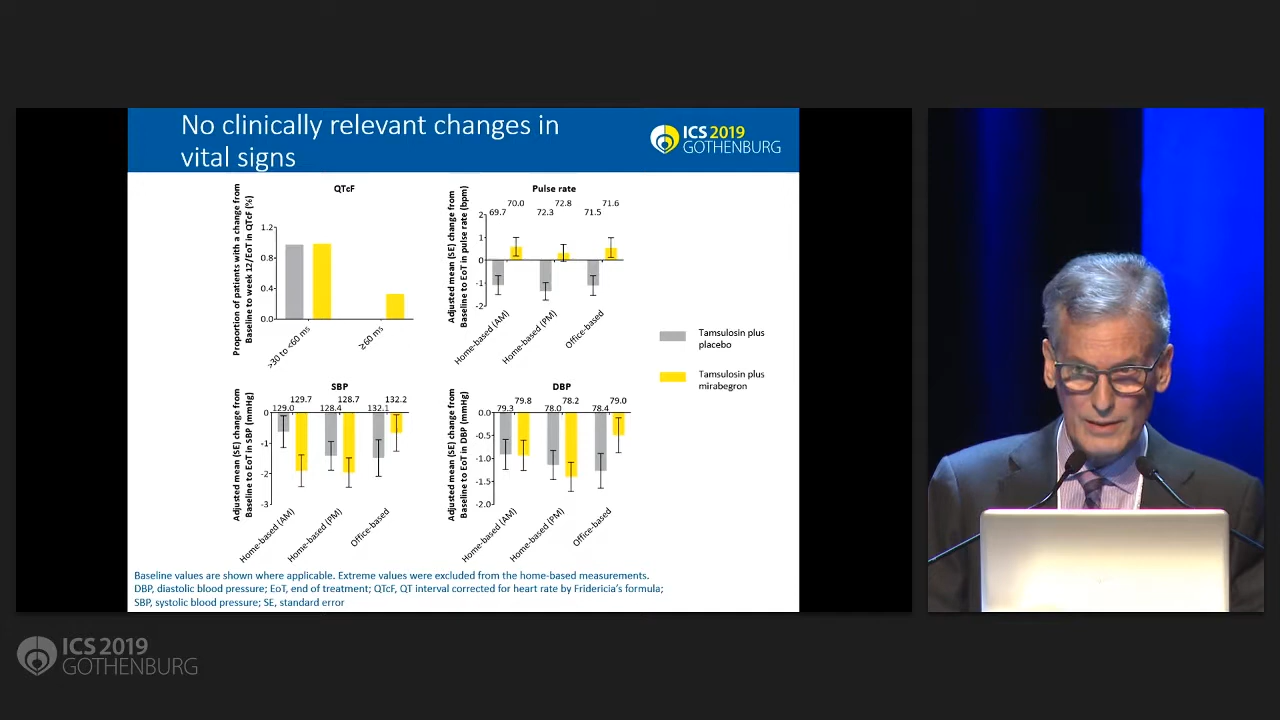 No clinically relevant changes in
vital signs
ICS 2019
GOTHENBURG
QTcF
Proportion of patients with a change from
Baseline to week 12/EoT in QTcF (%)
1.2
0.8
0.4
0.0
>30 to <60 ms
≥60 ms
Pulse rate
Adjusted mean (SE) change from
Baseline to EoT in pulse rate (bpm)
69.7
70.0
72.3
72.8
71.5
71.6
2
1
0
-1
-2
Home-based (AM)
Home-based (PM)
Office-based
Tamsulosin plus
placebo
Tamsulosin plus
mirabegron
SBP
Adjusted mean (SE) change from
Baseline to EoT in SBP (mmHg)
129.0
129.7
128.4
128.7
132.1
132.2
0
-1
-2
-3
Home-based (AM)
Home-based (PM)
Office-based
DBP
Adjusted mean (SE) change from
Baseline to EoT in DBP (mmHg)
79.3
79.8
78.0
78.2
78.4
79.0
0.0
-0.5
-1.0
-1.5
-2.0
Home-based (AM)
Home-based (PM)
Office-based
Baseline values are shown where applicable. Extreme values were excluded from the home-based measurements.
DBP, diastolic blood pressure; EoT, end of treatment; QTcF, QT interval corrected for heart rate by Fridericia's formula;
SBP, systolic blood pressure; SE, standard error
ICS 2019
GOTHENBURG